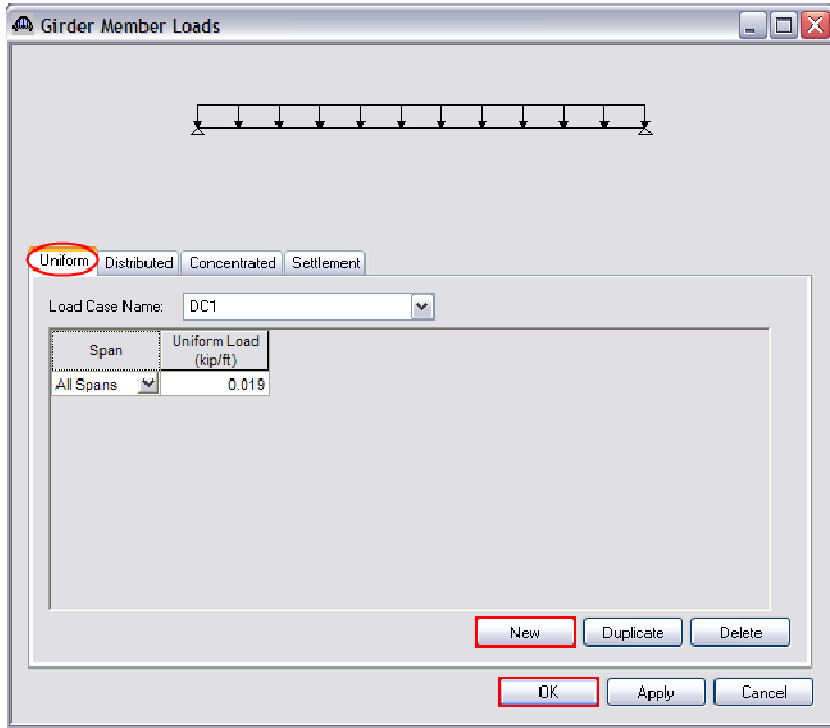 Girder Member Loads
Uniform Distributed Concentrated Settlement
Load Case Name: DC1
Span Uniform Load (kip/ft)
All Spans 0.019
New Duplicate Delete
OK Apply Cancel